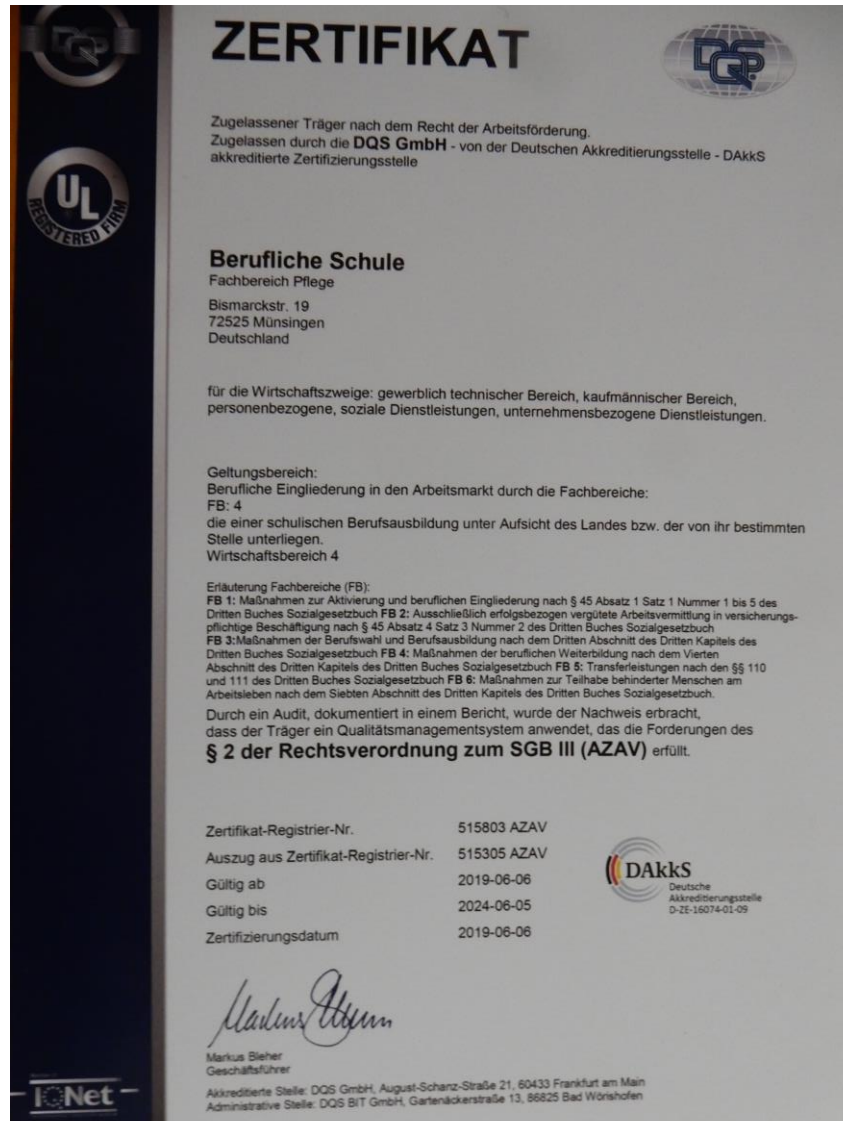 DQS
ZERTIFIKAT
DQS
UL
REGISTERED FIRM
Zugelassener Träger nach dem Recht der Arbeitsförderung.
Zugelassen durch die DQS GmbH - von der Deutschen Akkreditierungsstelle - DAkkS
akkreditierte Zertifizierungsstelle
Berufliche Schule
Fachbereich Pflege
Bismarckstr. 19
72525 Münsingen
Deutschland
für die Wirtschaftszweige: gewerblich technischer Bereich, kaufmännischer Bereich,
personenbezogene, soziale Dienstleistungen, unternehmensbezogene Dienstleistungen.
Geltungsbereich:
Berufliche Eingliederung in den Arbeitsmarkt durch die Fachbereiche:
FB: 4
die einer schulischen Berufsausbildung unter Aufsicht des Landes bzw. der von ihr bestimmten
Stelle unterliegen.
Wirtschaftsbereich 4
Erläuterung Fachbereiche (FB):
FB 1: Maßnahmen zur Aktivierung und beruflichen Eingliederung nach § 45 Absatz 1 Satz 1 Nummer 1 bis 5 des
Dritten Buches Sozialgesetzbuch FB 2: Ausschließlich erfolgsbezogen vergütete Arbeitsvermittlung in versicherungs-
pflichtige Beschäftigung nach § 45 Absatz 4 Satz 3 Nummer 2 des Dritten Buches Sozialgesetzbuch
FB 3:Maßnahmen der Berufswahl und Berufsausbildung nach dem Dritten Abschnitt des Dritten Kapitels des
Dritten Buches Sozialgesetzbuch FB 4: Maßnahmen der beruflichen Weiterbildung nach dem Vierten
Abschnitt des Dritten Kapitels des Dritten Buches Sozialgesetzbuch FB 5: Transferleistungen nach den §§ 110
und 111 des Dritten Buches Sozialgesetzbuch FB 6: Maßnahmen zur Teilhabe behinderter Menschen am
Arbeitsleben nach dem Siebten Abschnitt des Dritten Kapitels des Dritten Buches Sozialgesetzbuch.
Durch ein Audit, dokumentiert in einem Bericht, wurde der Nachweis erbracht,
dass der Träger ein Qualitätsmanagementsystem anwendet, das die Forderungen des
§ 2 der Rechtsverordnung zum SGB III (AZAV) erfüllt.
Zertifikat-Registrier-Nr. 515803 AZAV
Auszug aus Zertifikat-Registrier-Nr. 515305 AZAV
Gültig ab 2019-06-06
Gültig bis 2024-06-05
Zertifizierungsdatum 2019-06-06
DAkkS
Deutsche
Akkreditierungsstelle
D-ZE-16074-01-09
Markus Bleher
Geschäftsführer
IQNet
Akkreditierte Stelle: DQS GmbH, August-Schanz-Straße 21, 60433 Frankfurt am Main
Administrative Stelle: DQS BIT GmbH, Gartenäckerstraße 13, 86825 Bad Wörishofen